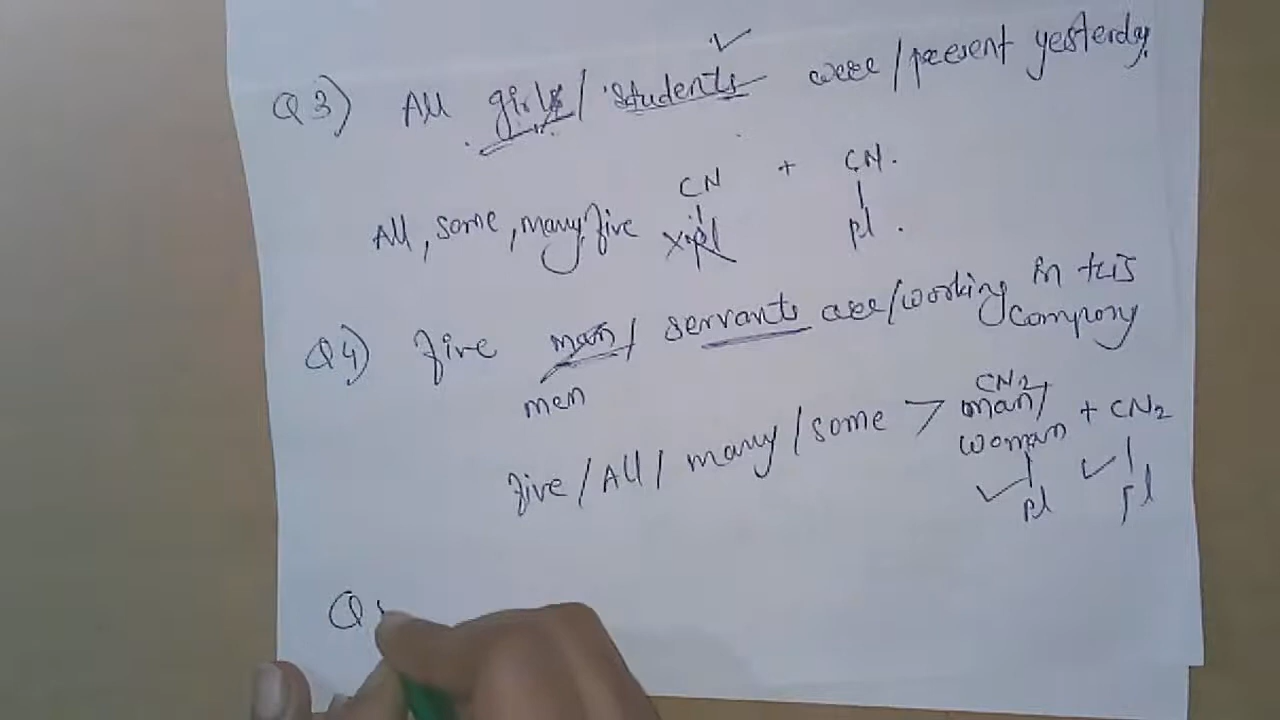 Q3) All girls/ students were/present yesterday.
CN + CN.
All, some, many, five pl pl.
Q4) five man/ servants are/working in this
company
men
CN2
five/All/ many/some > man/
woman + CN2
pl pl
Q